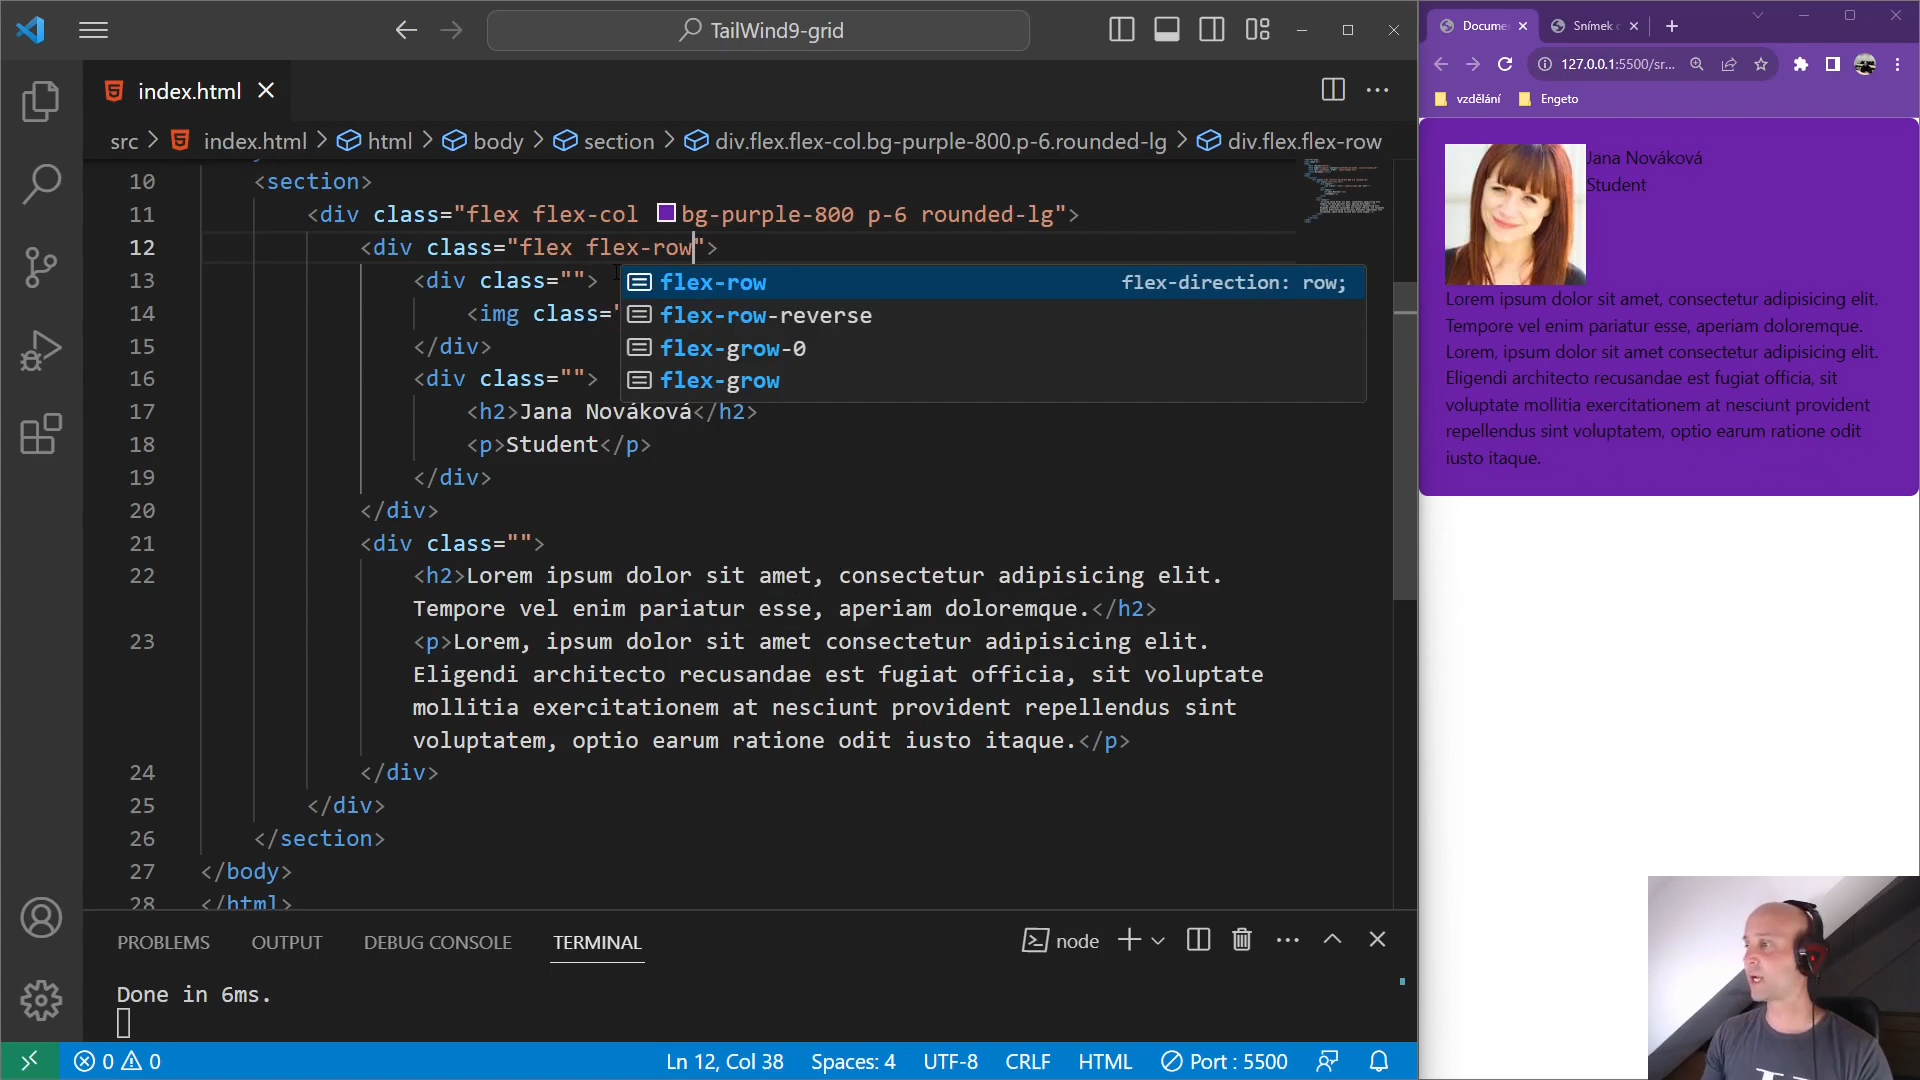 TailWind9-grid
index.html
src > index.html > html > body > section > div.flex.flex-col.bg-purple-800.p-6.rounded-lg > div.flex.flex-row
10 <section>
11 <div class="flex flex-col bg-purple-800 p-6 rounded-lg">
12 <div class="flex flex-row">
13 <div class="">
14 <img class="
15 </div>
16 <div class="">
17 <h2>Jana Nováková</h2>
18 <p>Student</p>
19 </div>
20 </div>
21 <div class="">
22 <h2>Lorem ipsum dolor sit amet, consectetur adipisicing elit.
Tempore vel enim pariatur esse, aperiam doloremque.</h2>
23 <p>Lorem, ipsum dolor sit amet consectetur adipisicing elit.
Eligendi architecto recusandae est fugiat officia, sit voluptate
mollitia exercitationem at nesciunt provident repellendus sint
voluptatem, optio earum ratione odit iusto itaque.</p>
24 </div>
25 </div>
26 </section>
27 </body>
28 </html>
flex-row flex-direction: row;
flex-row-reverse
flex-grow-0
flex-grow
PROBLEMS OUTPUT DEBUG CONSOLE TERMINAL
node
Done in 6ms.
0 0
Ln 12, Col 38 Spaces: 4 UTF-8 CRLF HTML Port : 5500
Docume Snímek
127.0.0.1:5500/sr...
vzdělání Engeto
Jana Nováková
Student
Lorem ipsum dolor sit amet, consectetur adipisicing elit.
Tempore vel enim pariatur esse, aperiam doloremque.
Lorem, ipsum dolor sit amet consectetur adipisicing elit.
Eligendi architecto recusandae est fugiat officia, sit
voluptate mollitia exercitationem at nesciunt provident
repellendus sint voluptatem, optio earum ratione odit
iusto itaque.